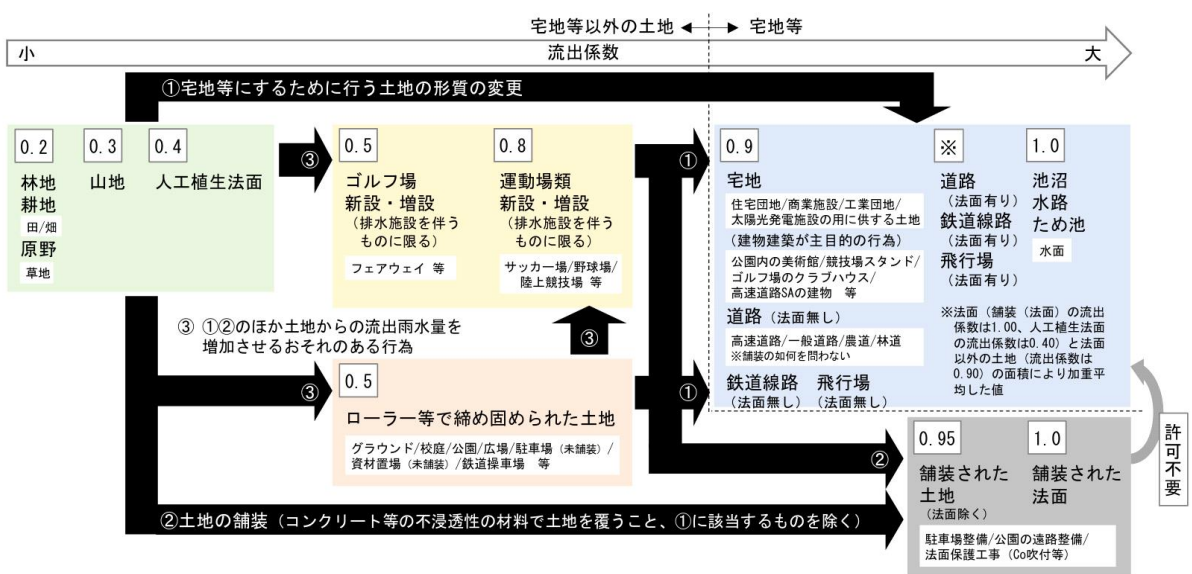 宅地等以外の土地 ←→ 宅地等
小 流出係数 大
①宅地等にするために行う土地の形質の変更
0.2 0.3 0.4
林地 山地 人工植生法面
耕地
田/畑
原野
草地
③
0.5 0.8
ゴルフ場
新設・増設
(排水施設を伴う
ものに限る)
フェアウェイ 等
運動場類
新設・増設
(排水施設を伴う
ものに限る)
サッカー場/野球場/
陸上競技場 等
①
0.9
宅地
住宅団地/商業施設/工業団地/
太陽光発電施設の用に供する土地
(建物建築が主目的の行為)
公園内の美術館/競技場スタンド/
ゴルフ場のクラブハウス/
高速道路SAの建物 等
道路(法面無し)
高速道路/一般道路/農道/林道
※舗装の如何を問わない
鉄道線路 飛行場
(法面無し) (法面無し)
※
道路
(法面有り)
鉄道線路
(法面有り)
飛行場
(法面有り)
1.0
池沼
水路
ため池
水面
※法面(舗装(法面)の流出
係数は1.00、人工植生法面
の流出係数は0.40)と法面
以外の土地(流出係数は
0.90)の面積により加重平
均した値
③ ①②のほか土地からの流出雨水量を
増加させるおそれのある行為
③
③
0.5
ローラー等で締め固められた土地
グラウンド/校庭/公園/広場/駐車場(未舗装)/
資材置場(未舗装)/鉄道操車場 等
①
②
②土地の舗装(コンクリート等の不浸透性の材料で土地を覆うこと、①に該当するものを除く)
0.95 1.0
舗装された
土地
(法面除く)
舗装された
法面
駐車場整備/公園の遠路整備/
法面保護工事(Co吹付等)
許可不要